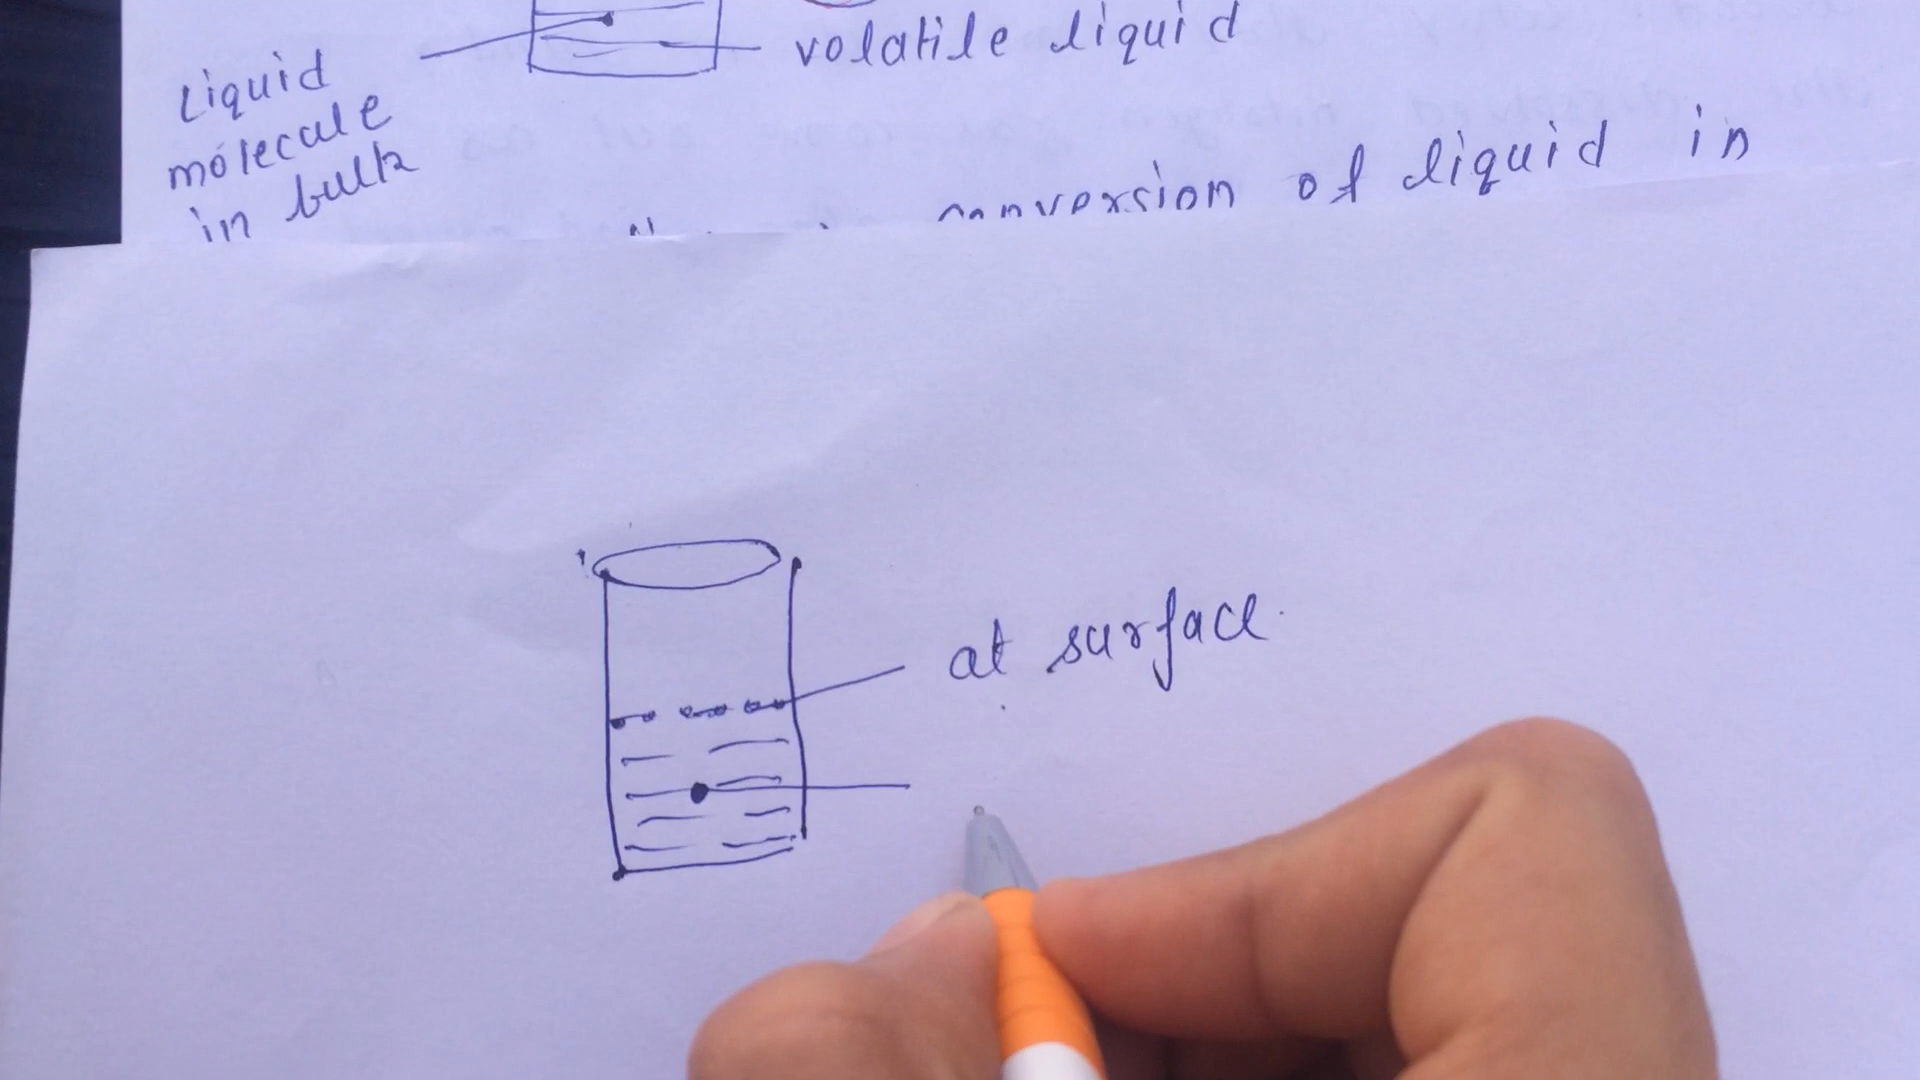 volatile liquid
Liquid
molecule
in bulk
conversion of liquid in
at surface.